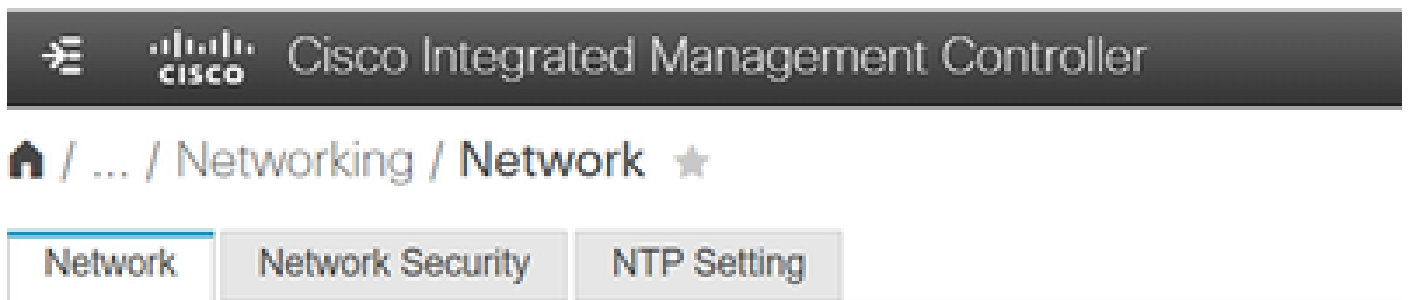 CISCO Cisco Integrated Management Controller
/ ... / Networking / Network
Network Network Security NTP Setting